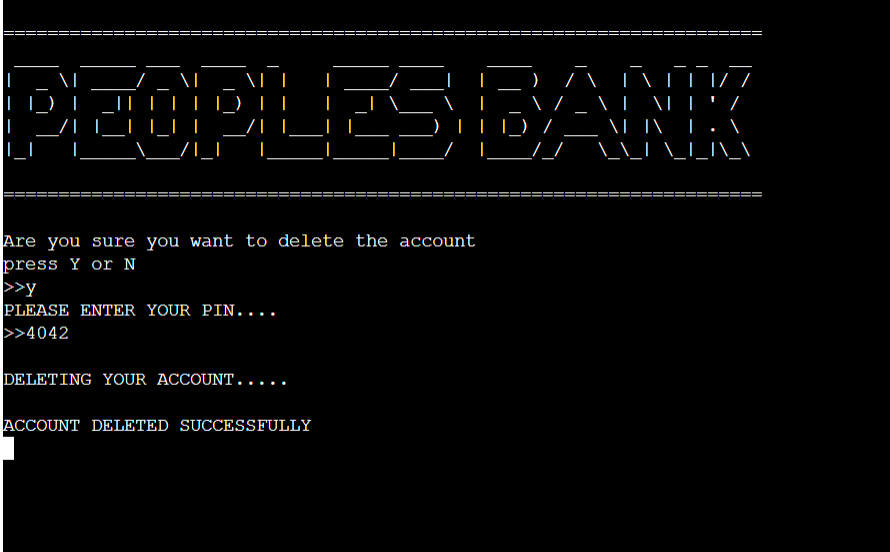 PEOPLES BANK
Are you sure you want to delete the account
press Y or N
>>y
PLEASE ENTER YOUR PIN....
>>4042
DELETING YOUR ACCOUNT.....
ACCOUNT DELETED SUCCESSFULLY